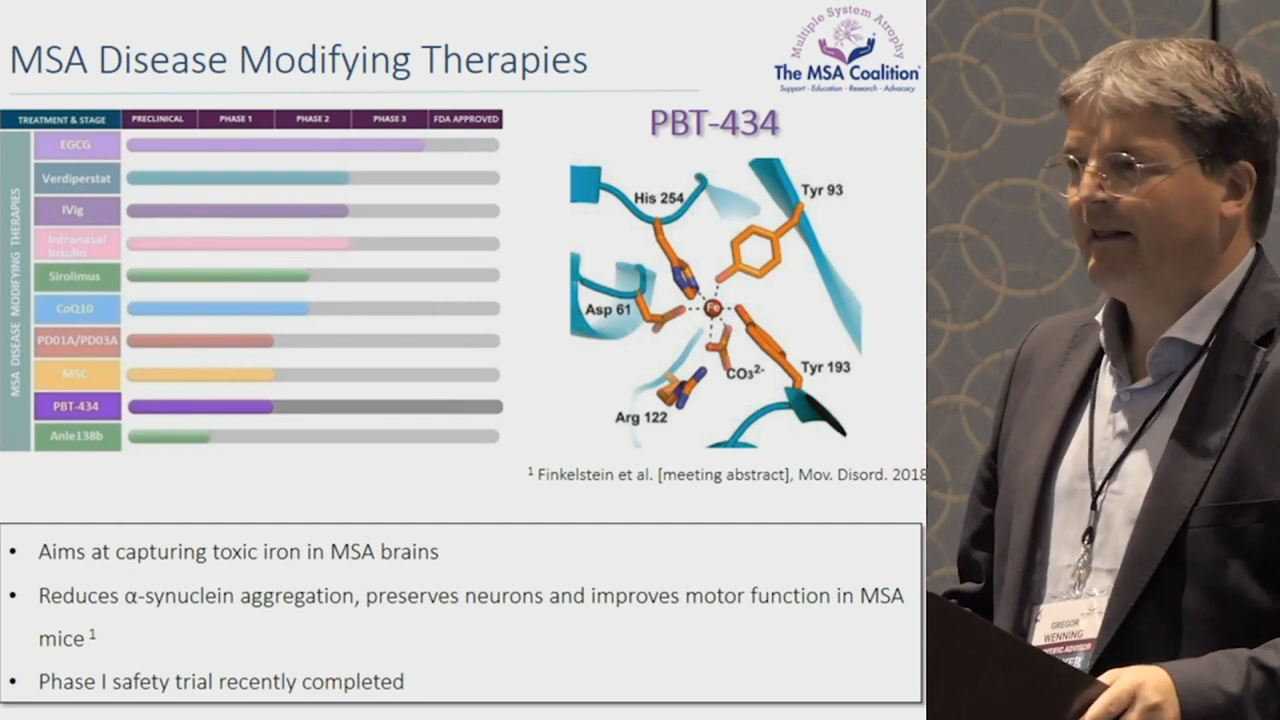 MSA Disease Modifying Therapies
Multiple System Atrophy
The MSA Coalition
Support - Education - Research - Advocacy
TREATMENT & STAGE PRECLINICAL PHASE 1 PHASE 2 PHASE 3 FDA APPROVED
MSA DISEASE MODIFYING THERAPIES
EGCG
Verdiperstat
IVig
Intranasal
Insulin
Sirolimus
CoQ10
PD01A/PD03A
MSC
PBT-434
Anle138b
PBT-434
His 254
Tyr 93
Asp 61
Fe
CO₃²⁻
Tyr 193
Arg 122
¹ Finkelstein et al. [meeting abstract], Mov. Disord. 2018
• Aims at capturing toxic iron in MSA brains
• Reduces α-synuclein aggregation, preserves neurons and improves motor function in MSA
mice ¹
• Phase I safety trial recently completed
GREGOR
WENNING
ADVISOR